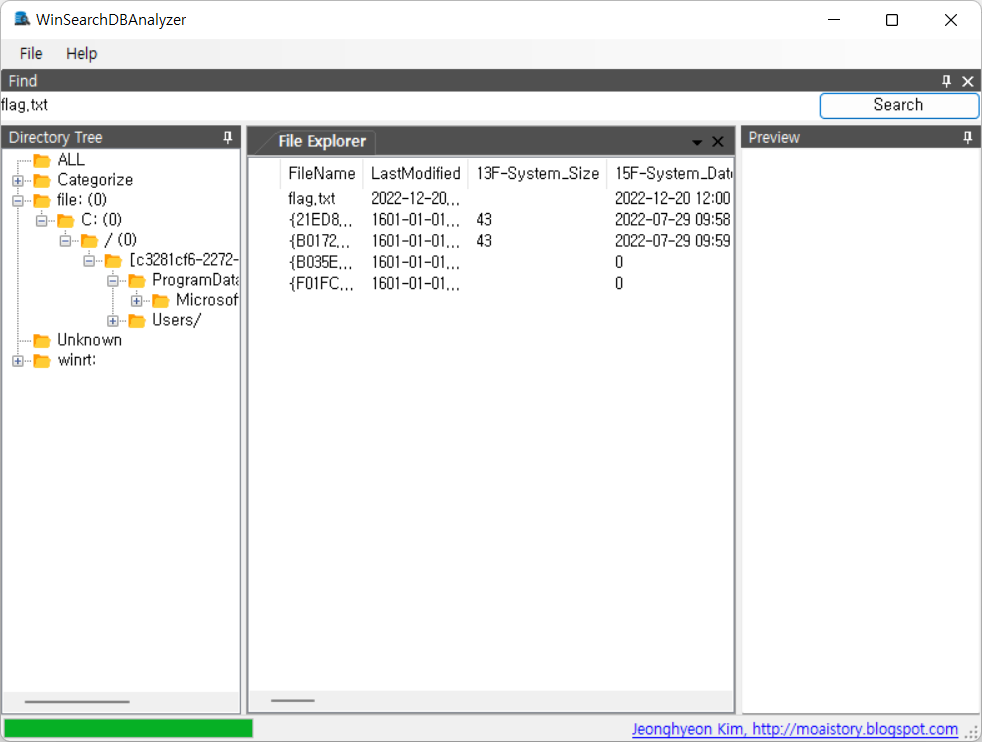 WinSearchDBAnalyzer
File Help
Find
flag.txt Search
Directory Tree
ALL
Categorize
file: (0)
C: (0)
/ (0)
[c3281cf6-2272-
ProgramData
Microsof
Users/
Unknown
winrt:
File Explorer
FileName LastModified 13F-System_Size 15F-System_Date
flag.txt 2022-12-20... 2022-12-20 12:00
{21ED8... 1601-01-01... 43 2022-07-29 09:58
{B0172... 1601-01-01... 43 2022-07-29 09:59
{B035E... 1601-01-01... 0
{F01FC... 1601-01-01... 0
Preview
Jeonghyeon Kim, http://moaistory.blogspot.com